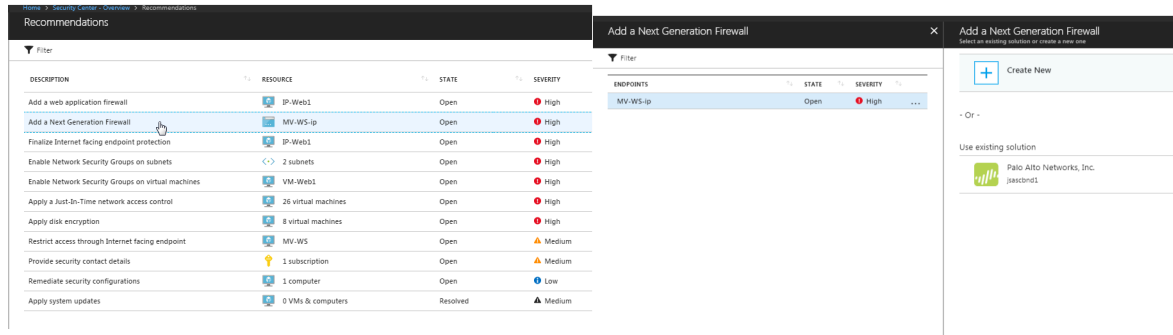 Home > Security Center - Overview > Recommendations
Recommendations
Filter
DESCRIPTION RESOURCE STATE SEVERITY
Add a web application firewall IP-Web1 Open High
Add a Next Generation Firewall MV-WS-ip Open High
Finalize Internet facing endpoint protection IP-Web1 Open High
Enable Network Security Groups on subnets 2 subnets Open High
Enable Network Security Groups on virtual machines VM-Web1 Open High
Apply a Just-In-Time network access control 26 virtual machines Open High
Apply disk encryption 8 virtual machines Open High
Restrict access through Internet facing endpoint MV-WS Open Medium
Provide security contact details 1 subscription Open Medium
Remediate security configurations 1 computer Open Low
Apply system updates 0 VMs & computers Resolved Medium
Add a Next Generation Firewall
Filter
ENDPOINTS STATE SEVERITY
MV-WS-ip Open High ...
Add a Next Generation Firewall
Select an existing solution or create a new one
Create New
- Or -
Use existing solution
Palo Alto Networks, Inc.
jsascbnd1